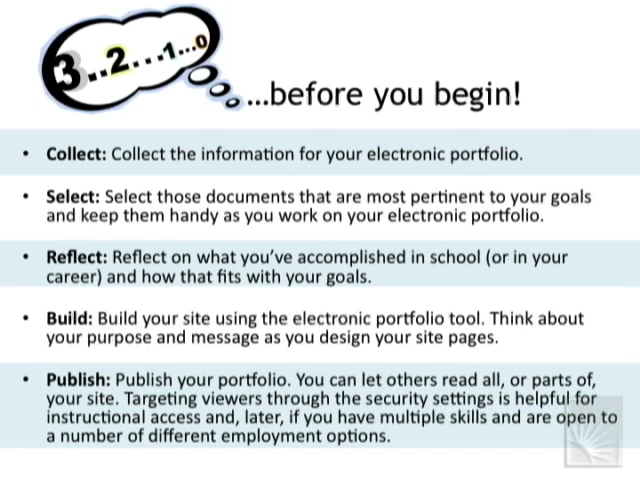 3..2...1...0
...before you begin!
• Collect: Collect the information for your electronic portfolio.
• Select: Select those documents that are most pertinent to your goals
and keep them handy as you work on your electronic portfolio.
• Reflect: Reflect on what you've accomplished in school (or in your
career) and how that fits with your goals.
• Build: Build your site using the electronic portfolio tool. Think about
your purpose and message as you design your site pages.
• Publish: Publish your portfolio. You can let others read all, or parts of,
your site. Targeting viewers through the security settings is helpful for
instructional access and, later, if you have multiple skills and are open to
a number of different employment options.